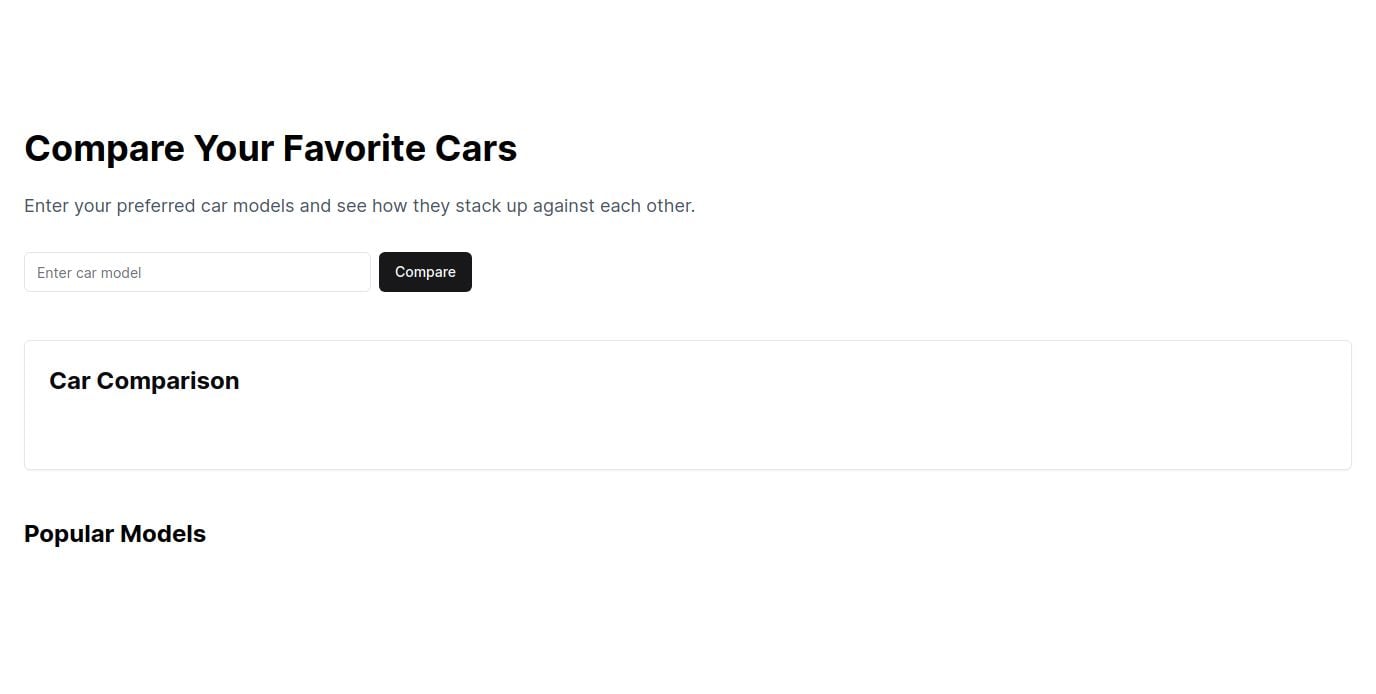 Compare Your Favorite Cars
Enter your preferred car models and see how they stack up against each other.
Enter car model
Compare
Car Comparison
Popular Models